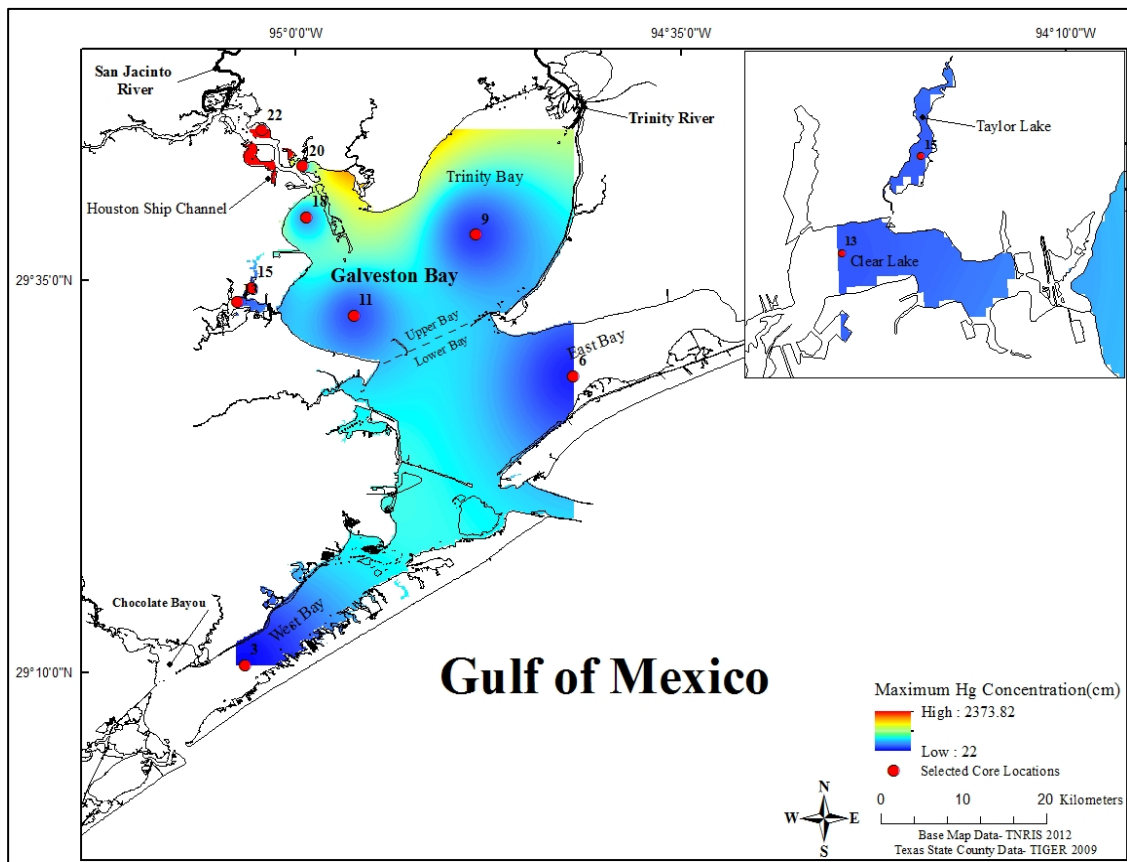 95°0'0"W
94°35'0"W
94°10'0"W
San Jacinto
River
22
Trinity River
Taylor Lake
15
20
Trinity Bay
Houston Ship Channel
18
9
13
Clear Lake
29°35'0"N
15
Galveston Bay
11
Upper Bay
Lower Bay
East Bay
6
Chocolate Bayou
West Bay
3
29°10'0"N
Gulf of Mexico
Maximum Hg Concentration(cm)
High : 2373.82
Low : 22
Selected Core Locations
N
W
E
S
0 10 20 Kilometers
Base Map Data- TNRIS 2012
Texas State County Data- TIGER 2009